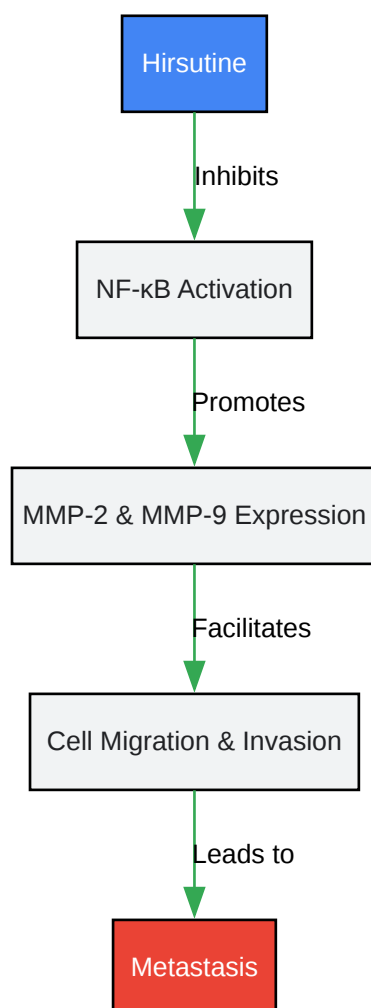 Hirsutine
Inhibits
NF-κB Activation
Promotes
MMP-2 & MMP-9 Expression
Facilitates
Cell Migration & Invasion
Leads to
Metastasis